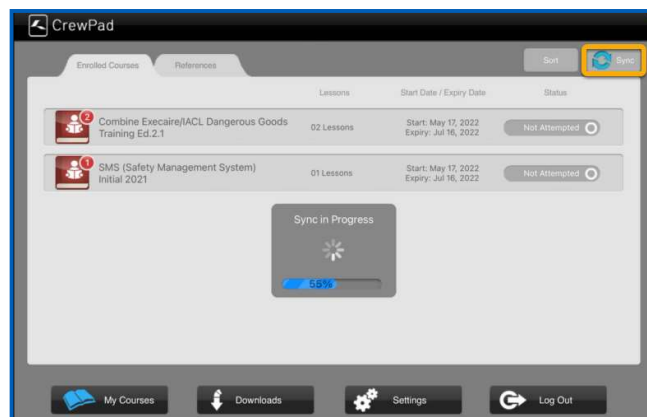 CrewPad
Enrolled Courses References Sort Sync
Lessons Start Date / Expiry Date Status
2
Combine Execaire/IACL Dangerous Goods
Training Ed.2.1
02 Lessons
Start: May 17, 2022
Expiry: Jul 16, 2022
Not Attempted
1
SMS (Safety Management System)
Initial 2021
01 Lessons
Start: May 17, 2022
Expiry: Jul 16, 2022
Not Attempted
Sync in Progress
56%
My Courses Downloads Settings Log Out